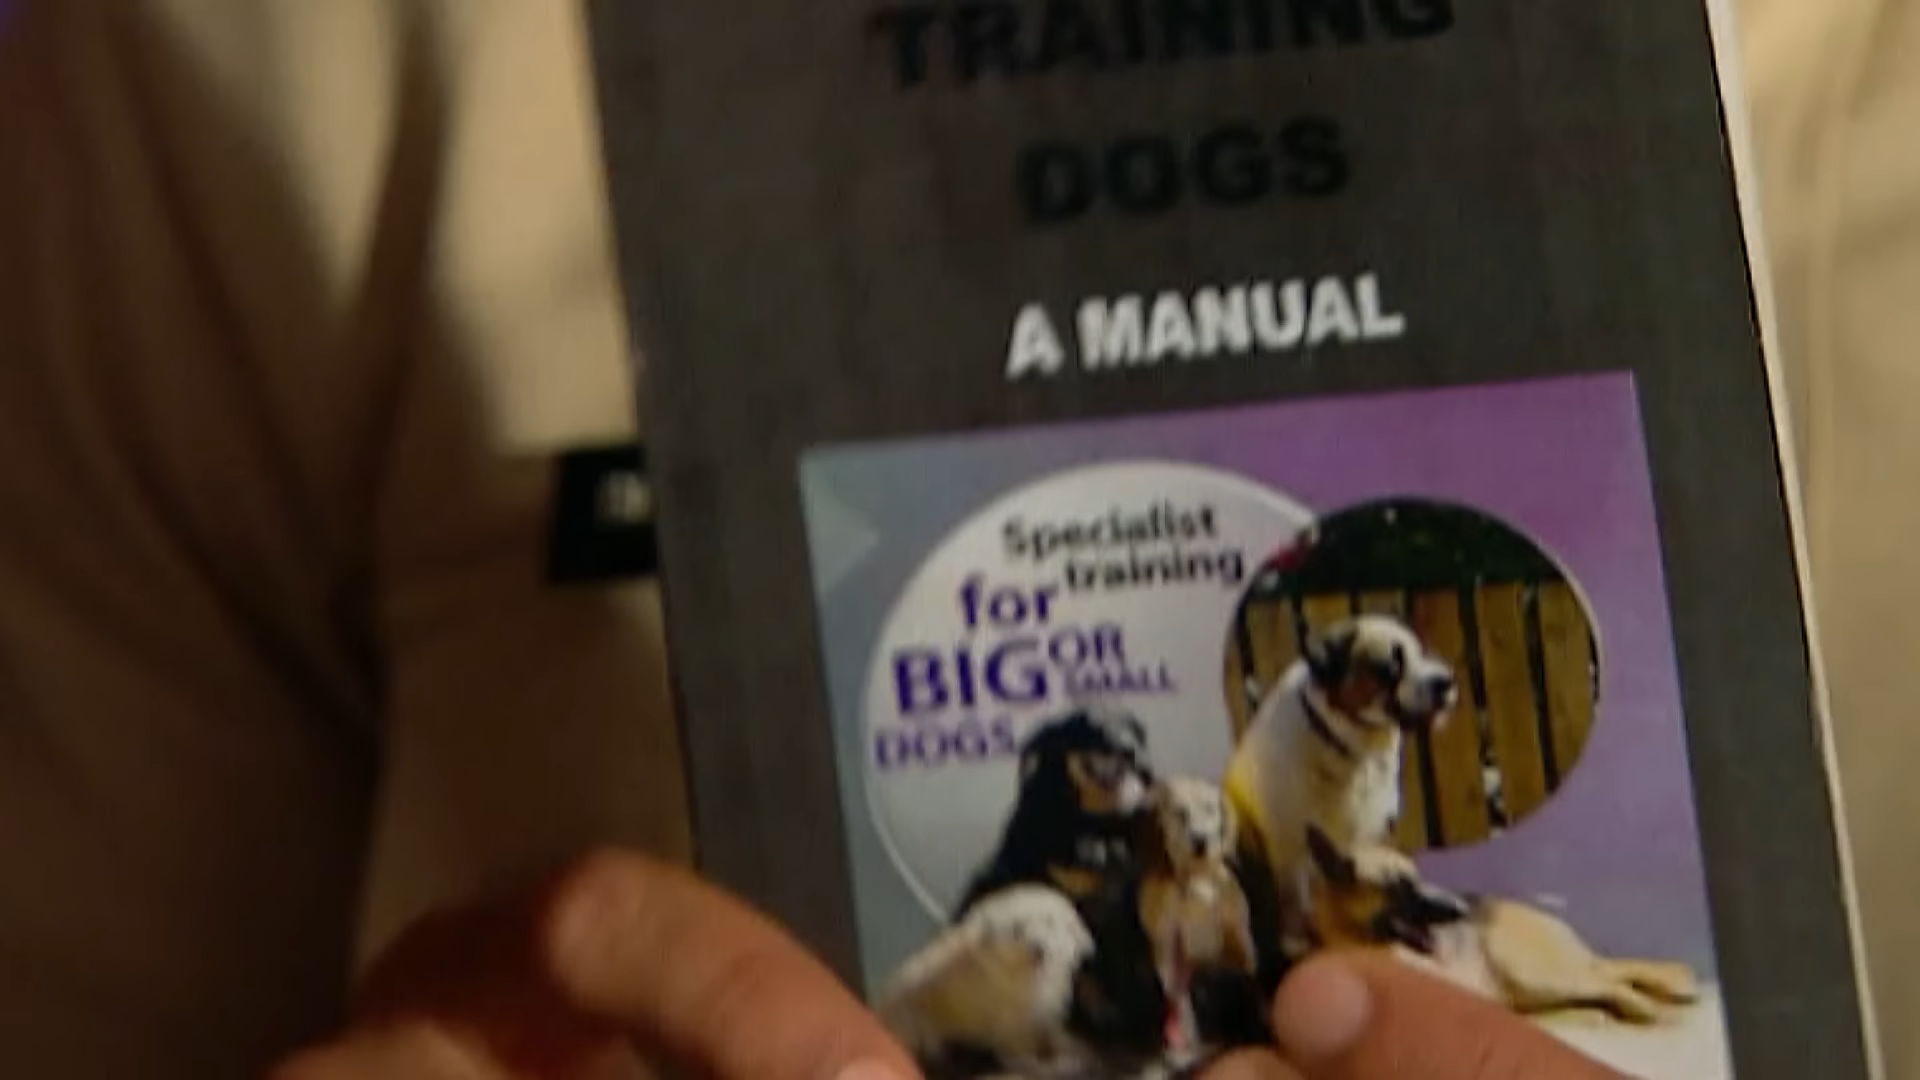 TRAINING
DOGS
A MANUAL
Specialist
training
for
BIG OR
SMALL
DOGS